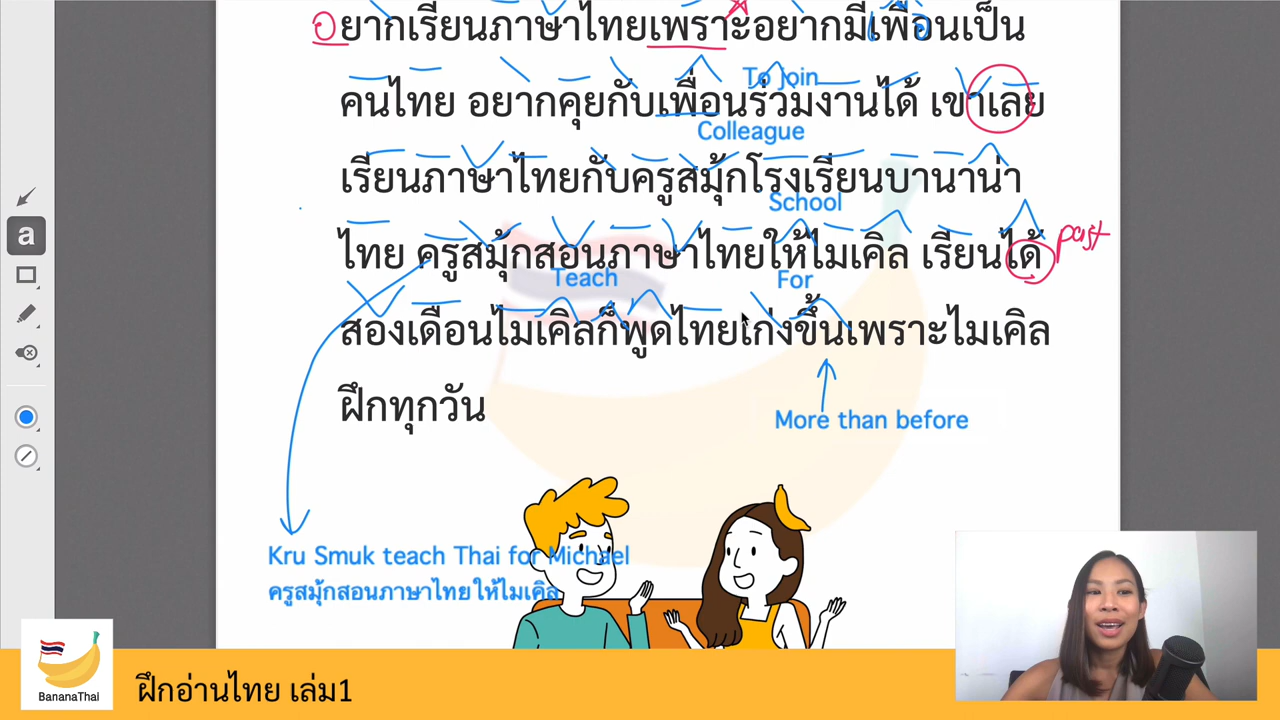 อยากเรียนภาษาไทยเพราะอยากมีเพื่อนเป็น
To join
คนไทย อยากคุยกับเพื่อนร่วมงานได้ เขาเลย
Colleague
เรียนภาษาไทยกับครูสมุ้กโรงเรียนบานาน่า
School
ไทย ครูสมุ้กสอนภาษาไทยให้ไมเคิล เรียนได้ past
Teach For
สองเดือนไมเคิลก็พูดไทยเก่งขึ้นเพราะไมเคิล
ฝึกทุกวัน
More than before
Kru Smuk teach Thai for Michael
ครูสมุ้กสอนภาษาไทยให้ไมเคิล
a
BananaThai
ฝึกอ่านไทย เล่ม1